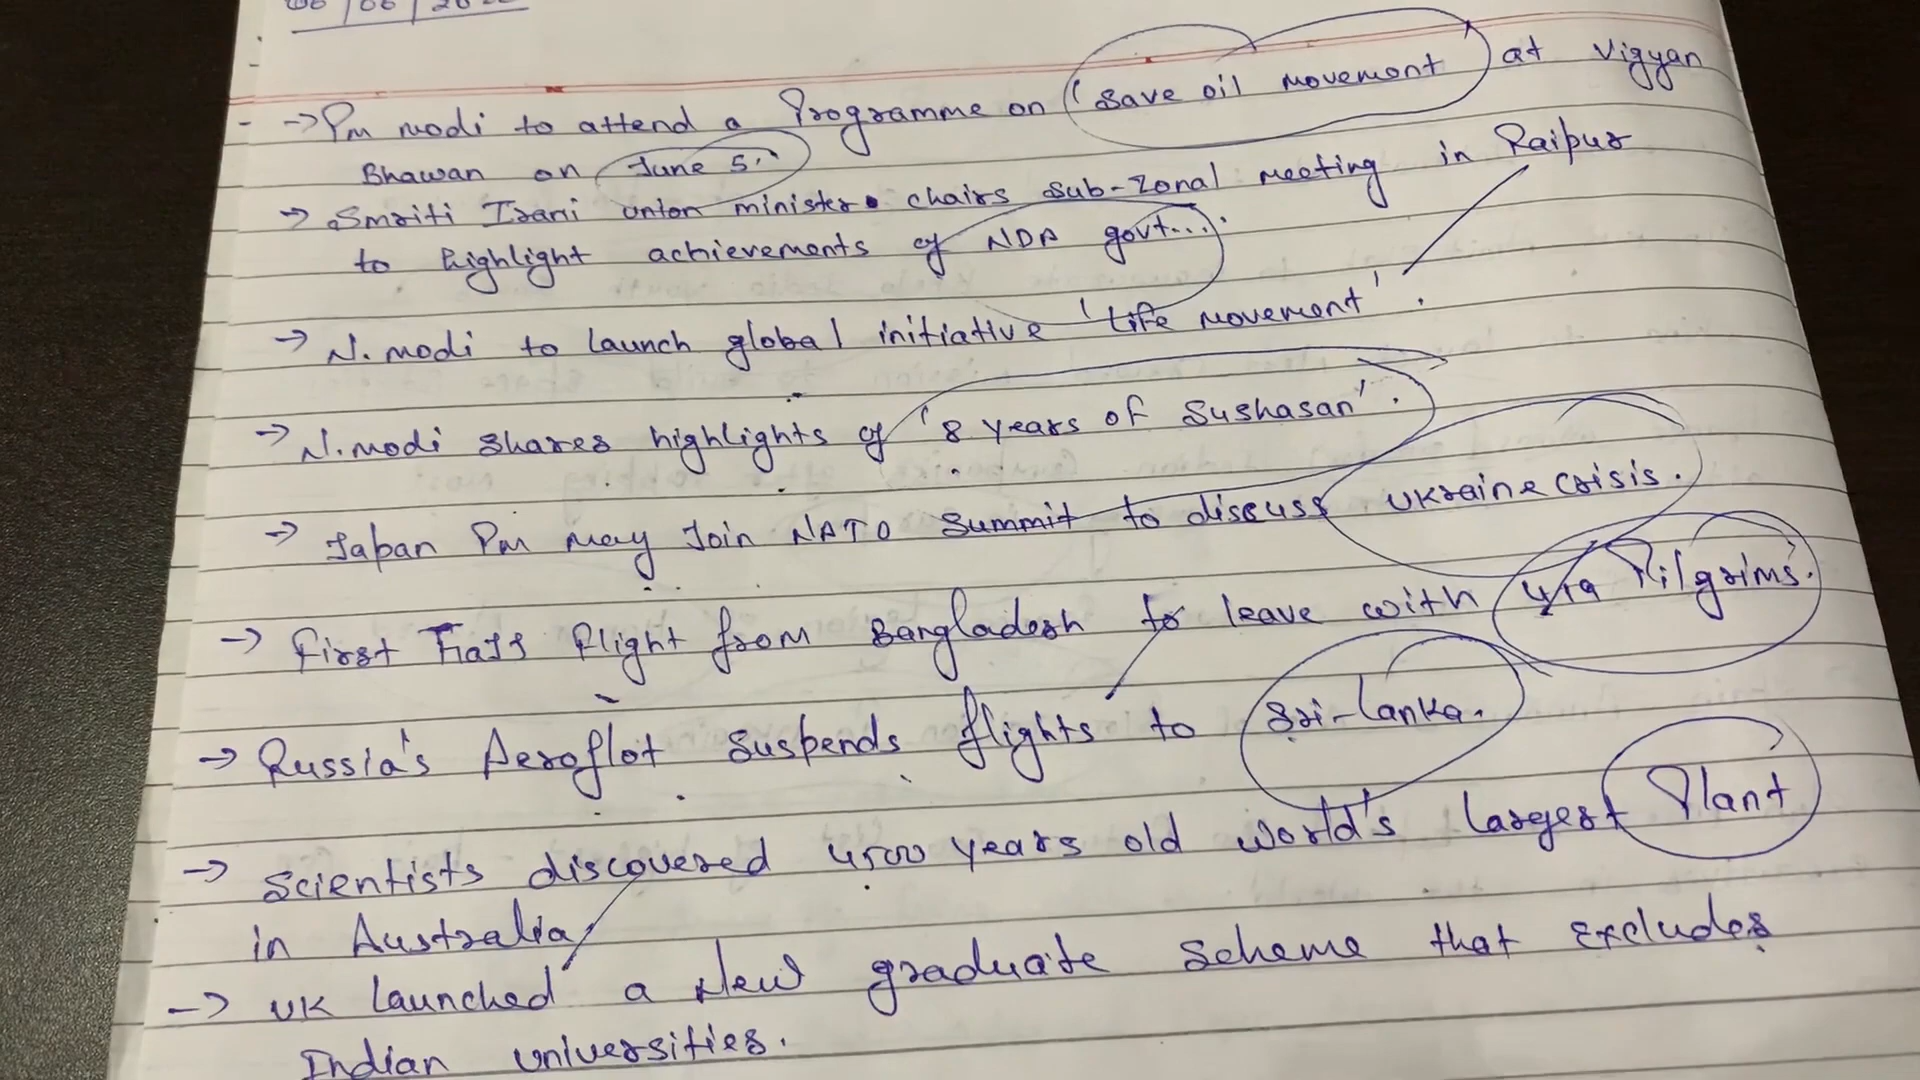 06/06/20
→ Pm modi to attend a Programme on 'Save oil movement at Vigyan
Bhawan on June 5.
→ Smriti Irani union minister chairs Sub-Zonal meeting in Raipur
to highlight achievements of NDA govt...
→ N. modi to launch global initiative 'Life movement'.
→ N. modi shares highlights of '8 years of Sushasan'.
→ Japan Pm may Join NATO Summit to discuss Ukraine crisis.
→ First Hajj flight from Bangladesh to leave with 419 Pilgrims.
→ Russia's Aeroflot suspends flights to Sri-Lanka.
→ Scientists discovered 4500 years old world's largest Plant
in Australia
→ UK launched a New graduate scheme that Excludes
Indian universities.